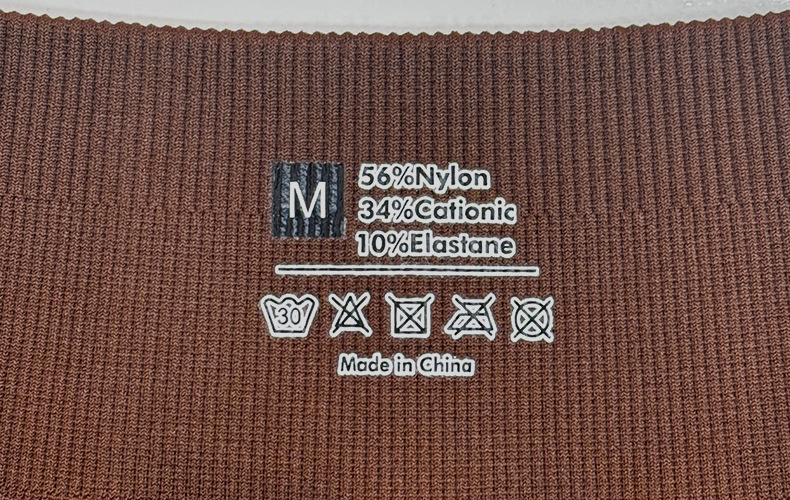 M
56%Nylon
34%Cationic
10%Elastane
30
Made in China